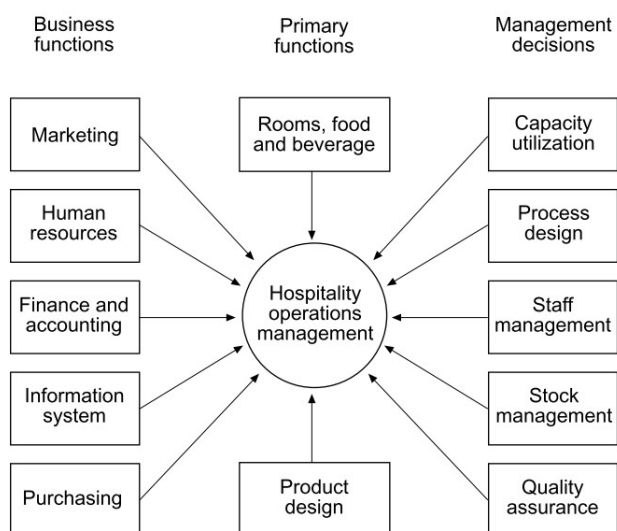 Business
functions
Primary
functions
Management
decisions
Marketing
Rooms, food
and beverage
Capacity
utilization
Human
resources
Process
design
Finance and
accounting
Hospitality
operations
management
Staff
management
Information
system
Stock
management
Purchasing
Product
design
Quality
assurance